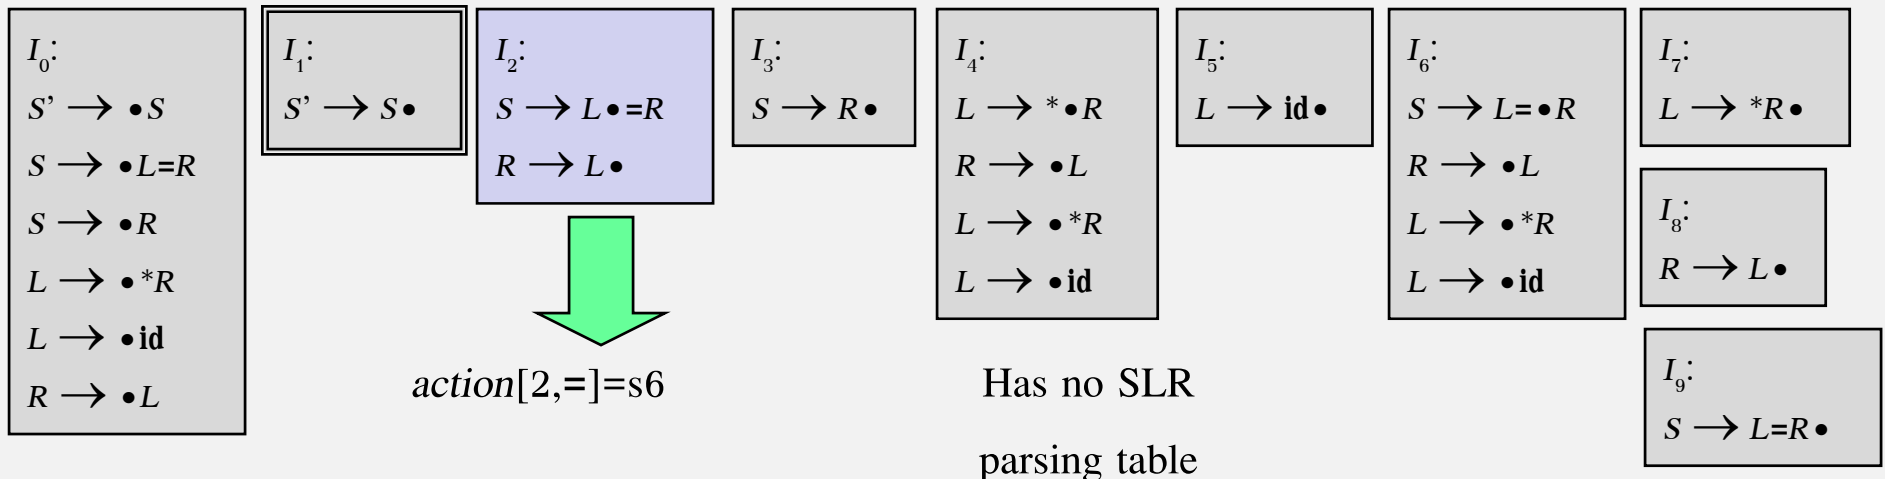 I₀:
S’ → •S
S → •L=R
S → •R
L → •*R
L → •id
R → •L
I₁:
S’ → S•
I₂:
S → L•=R
R → L•
I₃:
S → R•
I₄:
L → *•R
R → •L
L → •*R
L → •id
I₅:
L → id•
I₆:
S → L=•R
R → •L
L → •*R
L → •id
I₇:
L → *R•
I₈:
R → L•
I₉:
S → L=R•
action[2,=]=s6
Has no SLR
parsing table